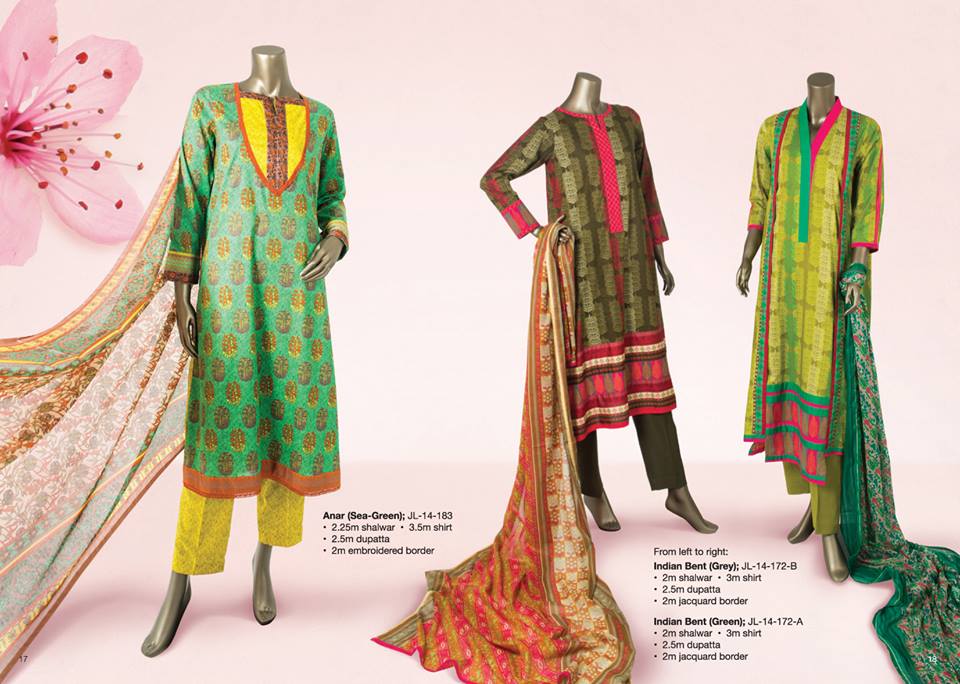 Anar (Sea-Green); JL-14-183
• 2.25m shalwar • 3.5m shirt
• 2.5m dupatta
• 2m embroidered border
From left to right:
Indian Bent (Grey); JL-14-172-B
• 2m shalwar • 3m shirt
• 2.5m dupatta
• 2m jacquard border
Indian Bent (Green); JL-14-172-A
• 2m shalwar • 3m shirt
• 2.5m dupatta
• 2m jacquard border
17
18